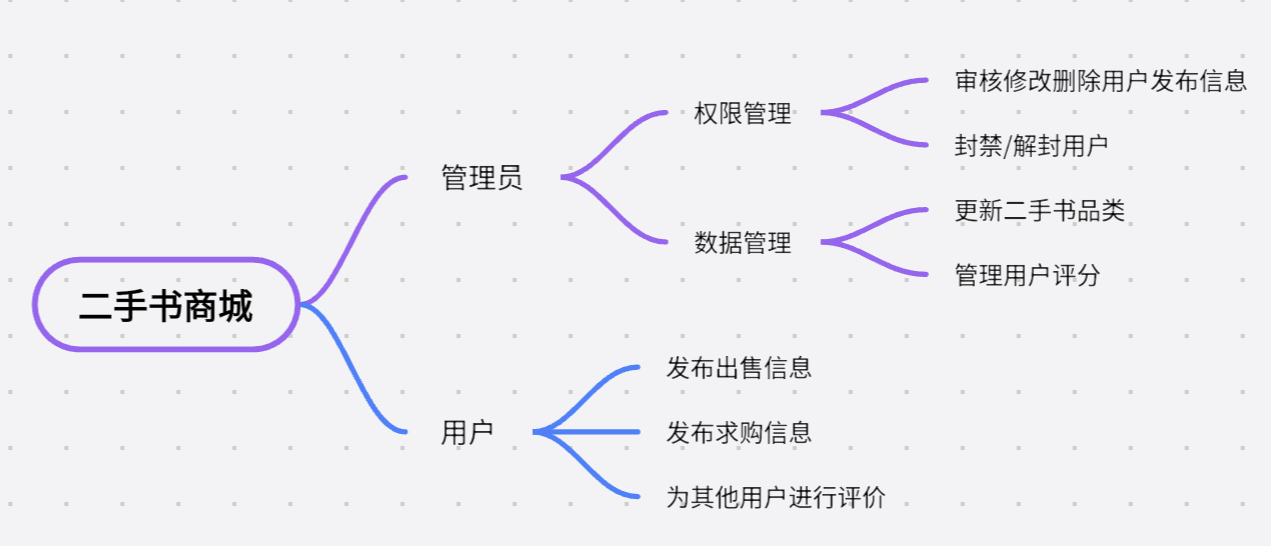 二手书商城
管理员
权限管理
审核修改删除用户发布信息
封禁/解封用户
数据管理
更新二手书品类
管理用户评分
用户
发布出售信息
发布求购信息
为其他用户进行评价